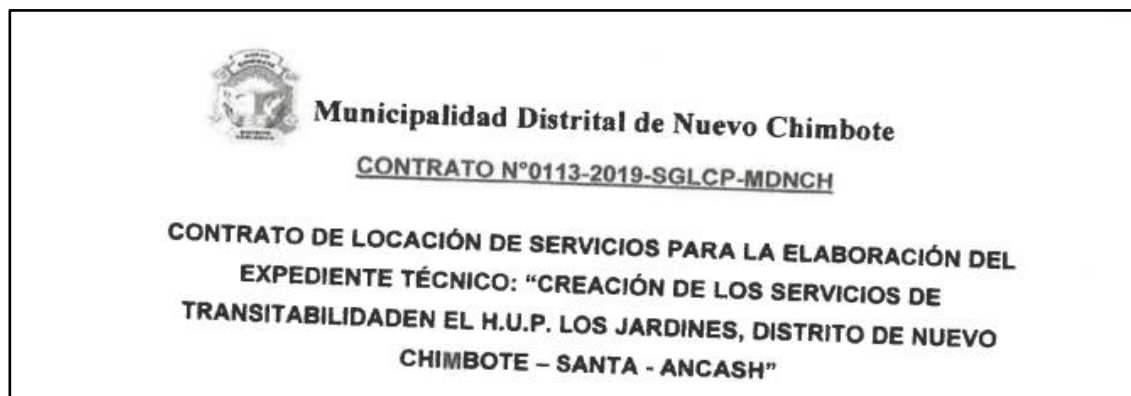 Municipalidad Distrital de Nuevo Chimbote
CONTRATO N°0113-2019-SGLCP-MDNCH
CONTRATO DE LOCACIÓN DE SERVICIOS PARA LA ELABORACIÓN DEL
EXPEDIENTE TÉCNICO: “CREACIÓN DE LOS SERVICIOS DE
TRANSITABILIDADEN EL H.U.P. LOS JARDINES, DISTRITO DE NUEVO
CHIMBOTE – SANTA - ANCASH”